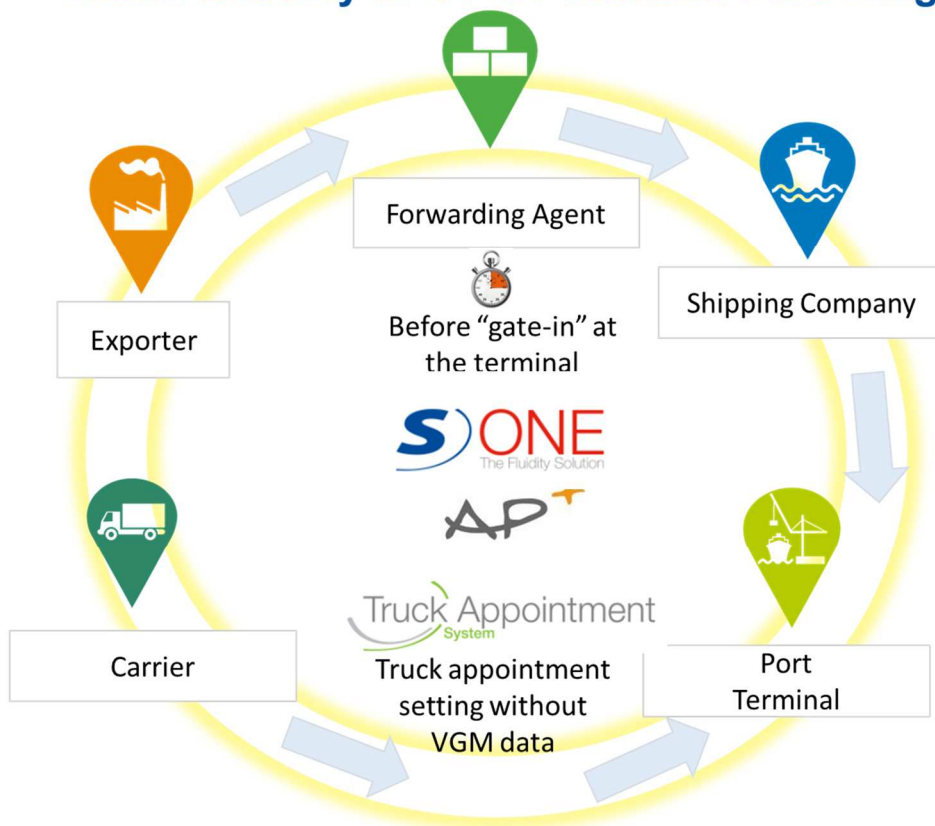 Forwarding Agent
Exporter
Shipping Company
Before “gate-in” at
the terminal
S) ONE
The Fluidity Solution
AP+
Truck Appointment
System
Carrier
Truck appointment
setting without
VGM data
Port
Terminal